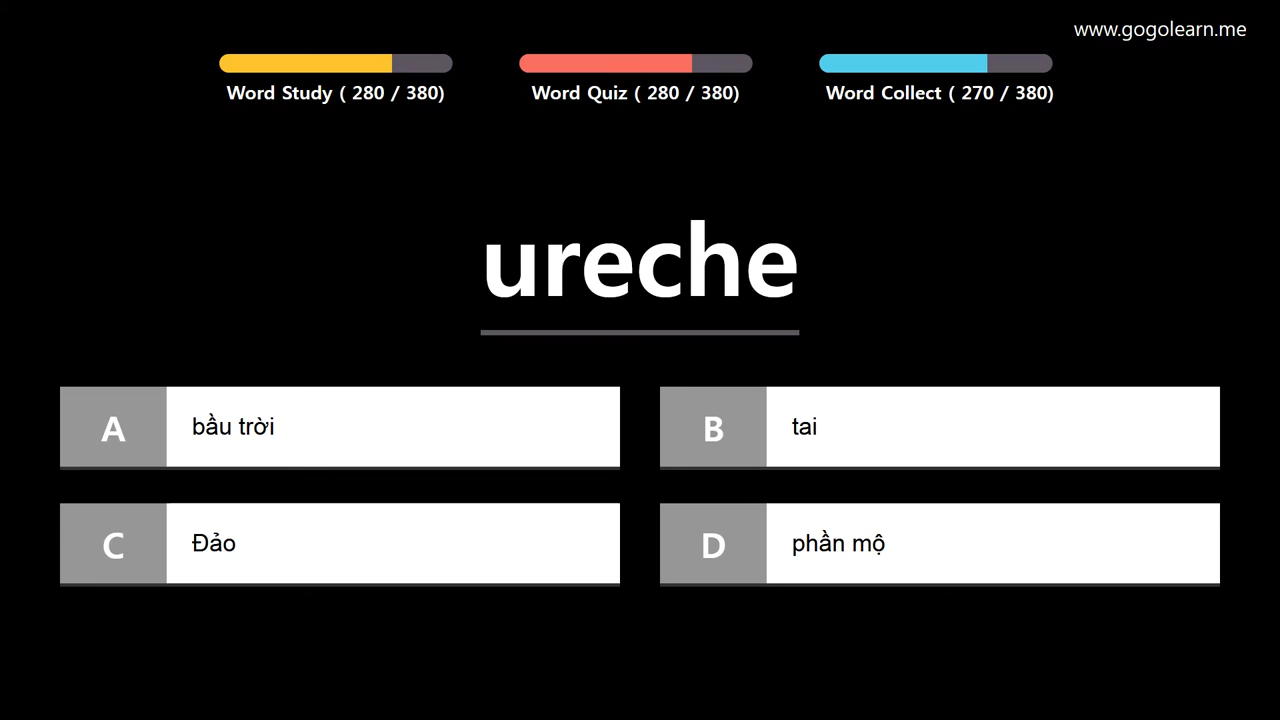 www.gogolearn.me
Word Study ( 280 / 380)
Word Quiz ( 280 / 380)
Word Collect ( 270 / 380)
ureche
A
bầu trời
B
tai
C
Đảo
D
phần mộ